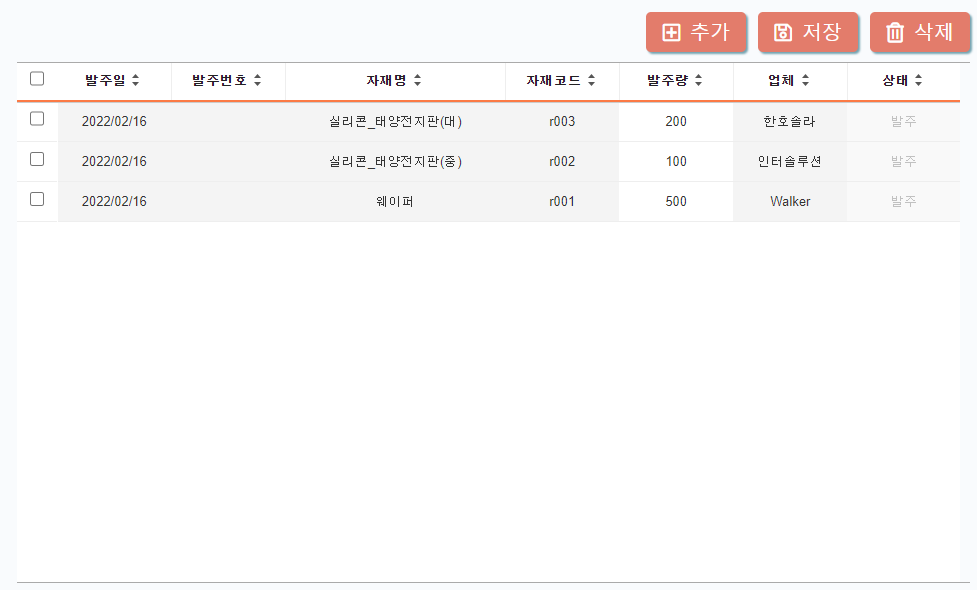 추가 저장 삭제
발주일 발주번호 자재명 자재코드 발주량 업체 상태
2022/02/16 실리콘_태양전지판(대) r003 200 한호솔라 발주
2022/02/16 실리콘_태양전지판(중) r002 100 인터솔루션 발주
2022/02/16 웨이퍼 r001 500 Walker 발주